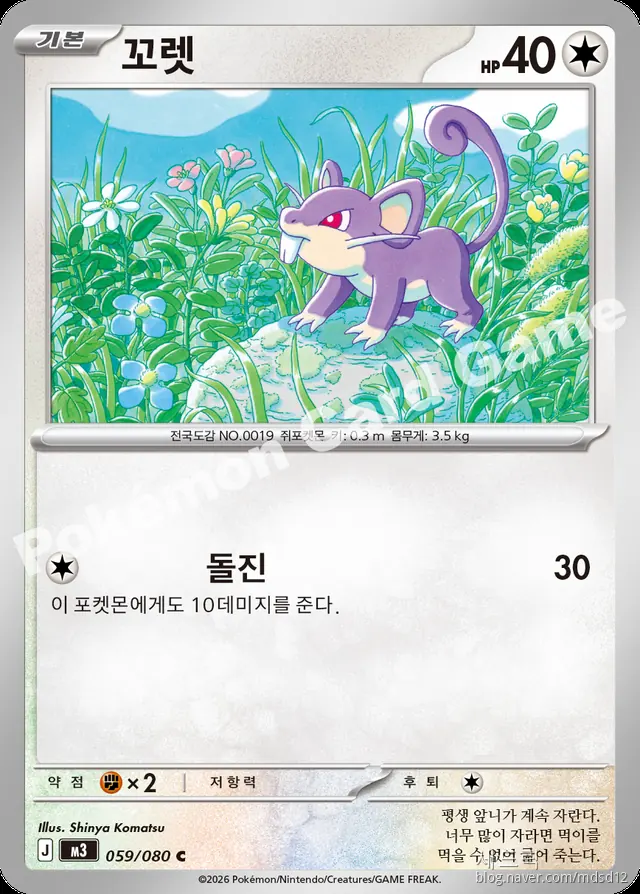 기본
꼬렛
HP 40
Pokémon Card Game
전국도감 NO.0019 쥐포켓몬 키: 0.3 m 몸무게: 3.5 kg
돌진 30
이 포켓몬에게도 10데미지를 준다.
약점 ×2 저항력 후퇴
Illus. Shinya Komatsu
평생 앞니가 계속 자란다.
너무 많이 자라면 먹이를
먹을 수 없어 굶어 죽는다.
J m3 059/080 C
©2026 Pokémon/Nintendo/Creatures/GAME FREAK.
blog.naver.com/mdsd12